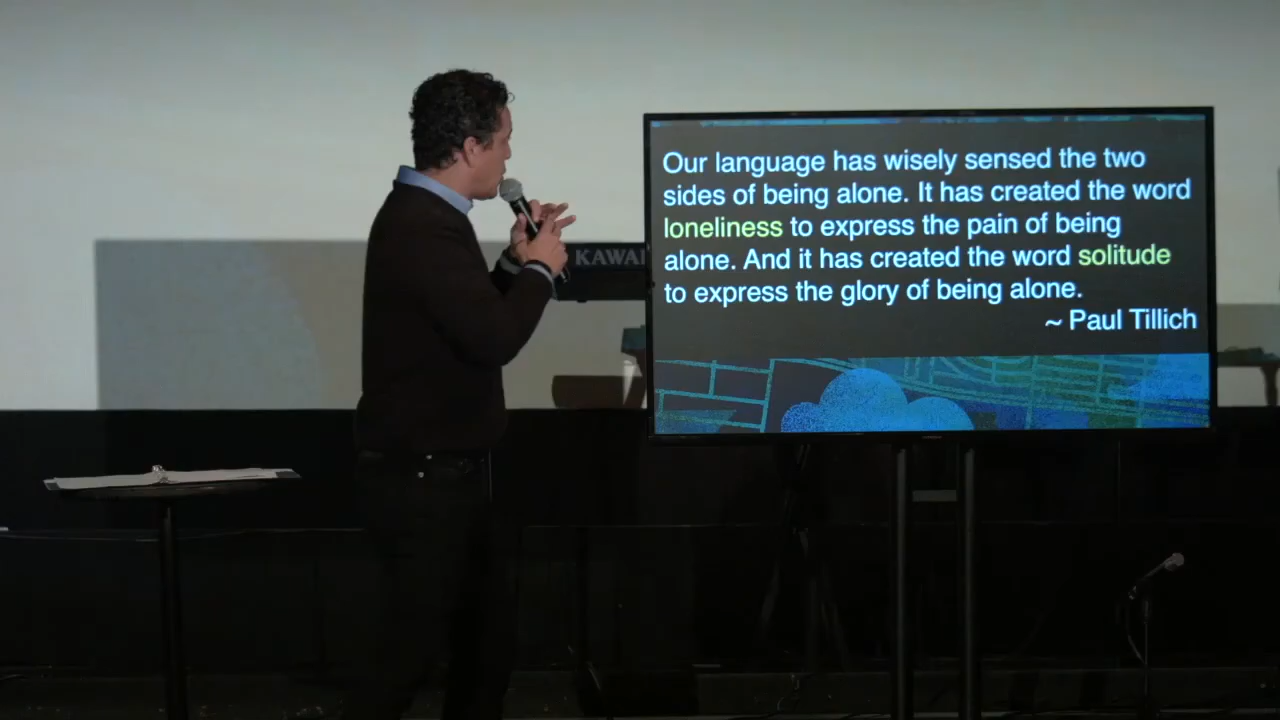 KAWAI
Our language has wisely sensed the two
sides of being alone. It has created the word
loneliness to express the pain of being
alone. And it has created the word solitude
to express the glory of being alone.
~ Paul Tillich